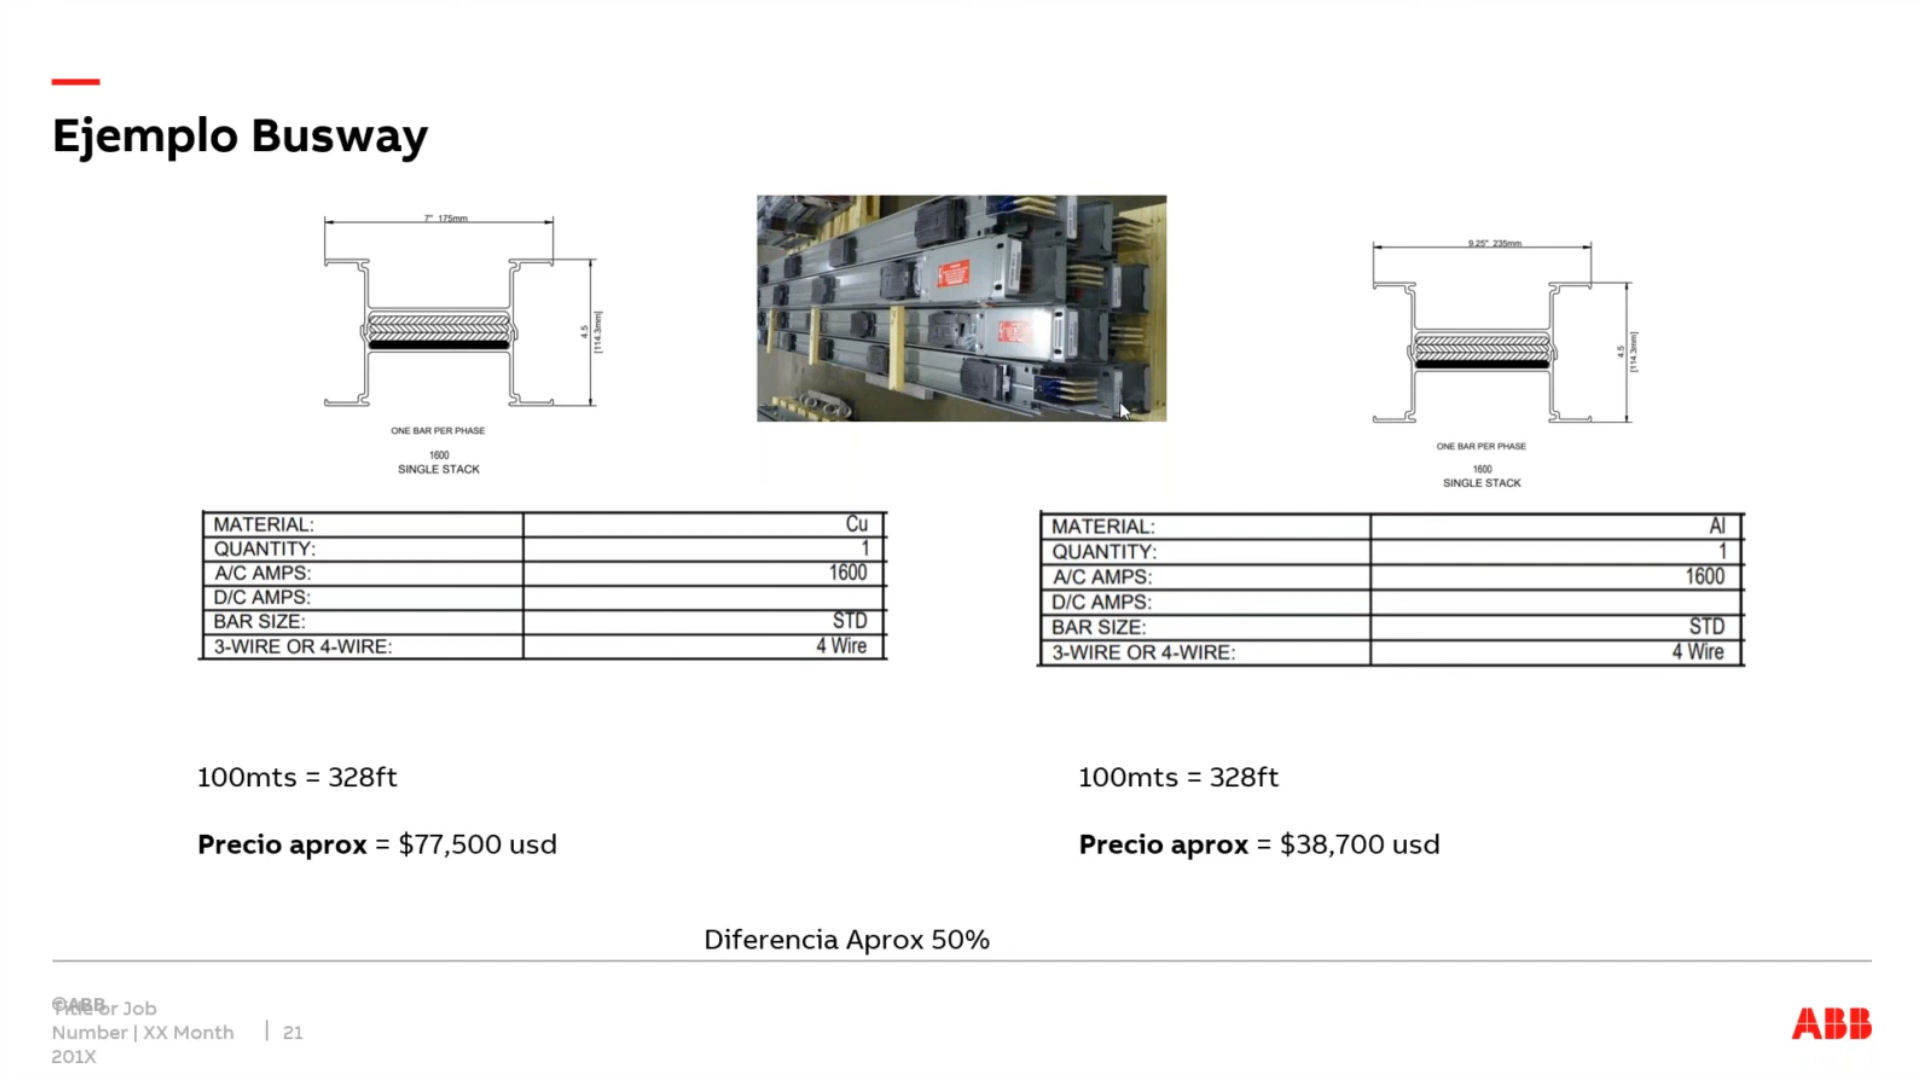 Ejemplo Busway
7" 175mm
4.5
[114.3mm]
ONE BAR PER PHASE
1600
SINGLE STACK
9.25" 235mm
4.5
[114.3mm]
ONE BAR PER PHASE
1600
SINGLE STACK
MATERIAL: Cu
QUANTITY: 1
A/C AMPS: 1600
D/C AMPS:
BAR SIZE: STD
3-WIRE OR 4-WIRE: 4 Wire
MATERIAL: Al
QUANTITY: 1
A/C AMPS: 1600
D/C AMPS:
BAR SIZE: STD
3-WIRE OR 4-WIRE: 4 Wire
100mts = 328ft
Precio aprox = $77,500 usd
100mts = 328ft
Precio aprox = $38,700 usd
Diferencia Aprox 50%
©ABB
Title or Job
Number | XX Month
201X
21
ABB